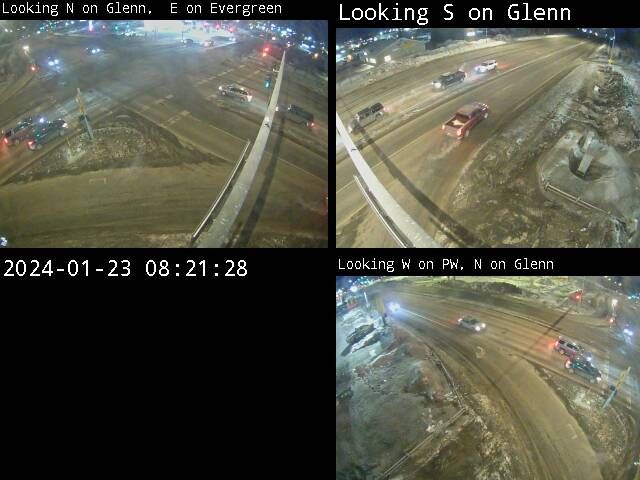 Looking N on Glenn,  E on Evergreen
Looking S on Glenn
2024-01-23 08:21:28
Looking W on PW, N on Glenn